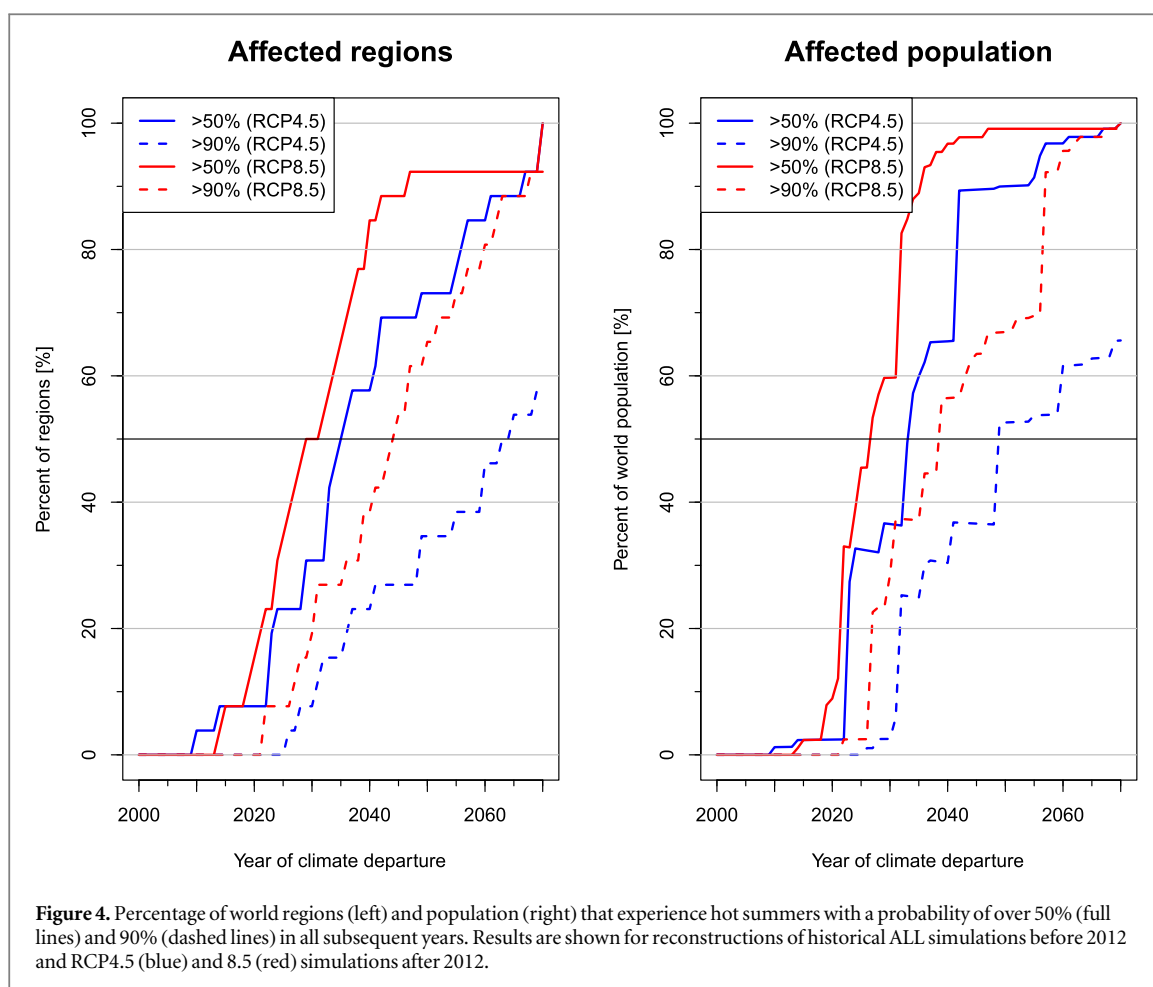 Affected regions
>50% (RCP4.5)
>90% (RCP4.5)
>50% (RCP8.5)
>90% (RCP8.5)
Percent of regions [%]
100
80
60
40
20
0
2000 2020 2040 2060
Year of climate departure
Affected population
>50% (RCP4.5)
>90% (RCP4.5)
>50% (RCP8.5)
>90% (RCP8.5)
Percent of world population [%]
100
80
60
40
20
0
2000 2020 2040 2060
Year of climate departure
Figure 4. Percentage of world regions (left) and population (right) that experience hot summers with a probability of over 50% (full
lines) and 90% (dashed lines) in all subsequent years. Results are shown for reconstructions of historical ALL simulations before 2012
and RCP4.5 (blue) and 8.5 (red) simulations after 2012.